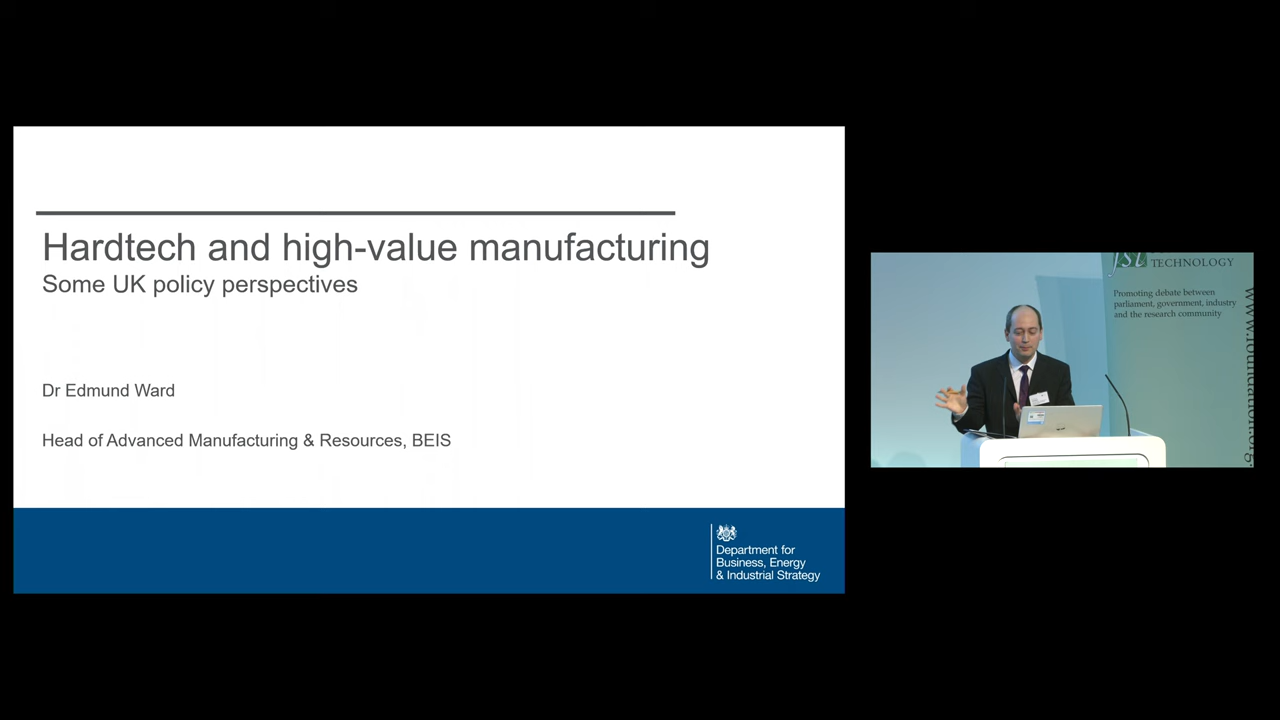 Hardtech and high-value manufacturing
Some UK policy perspectives
Dr Edmund Ward
Head of Advanced Manufacturing & Resources, BEIS
Department for
Business, Energy
& Industrial Strategy
fst TECHNOLOGY
Promoting debate between
parliament, government, industry
and the research community